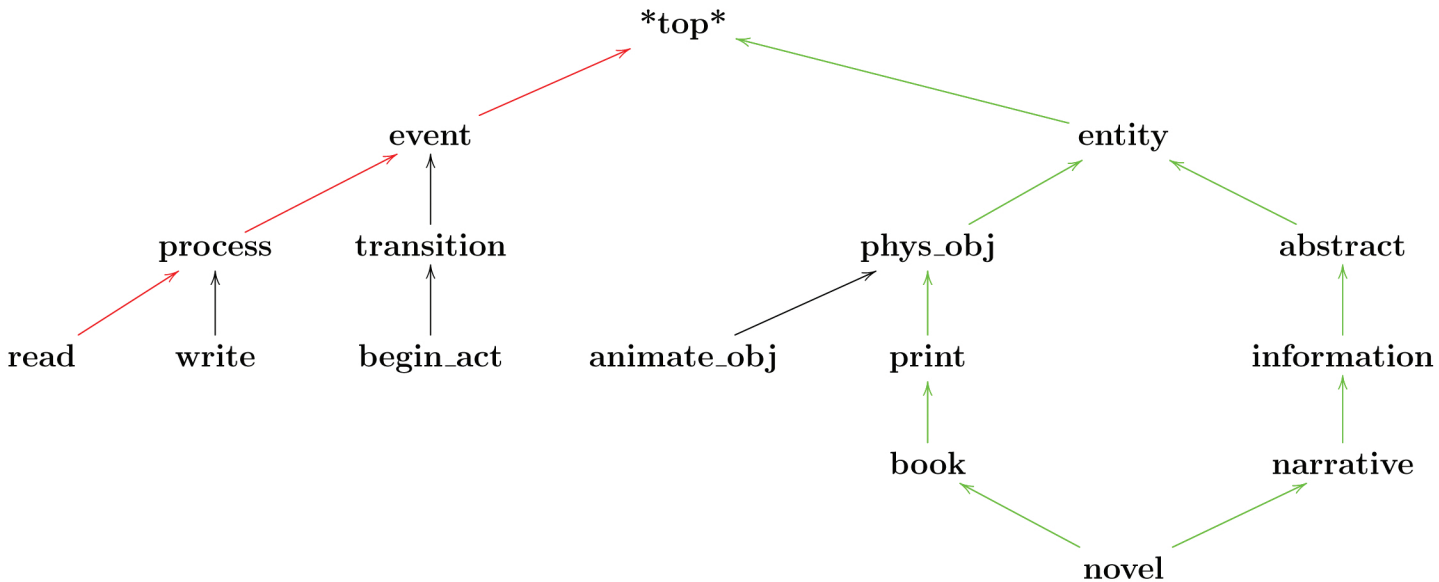 *top*
event entity
process transition phys_obj abstract
read write begin_act animate_obj print information
book narrative
novel